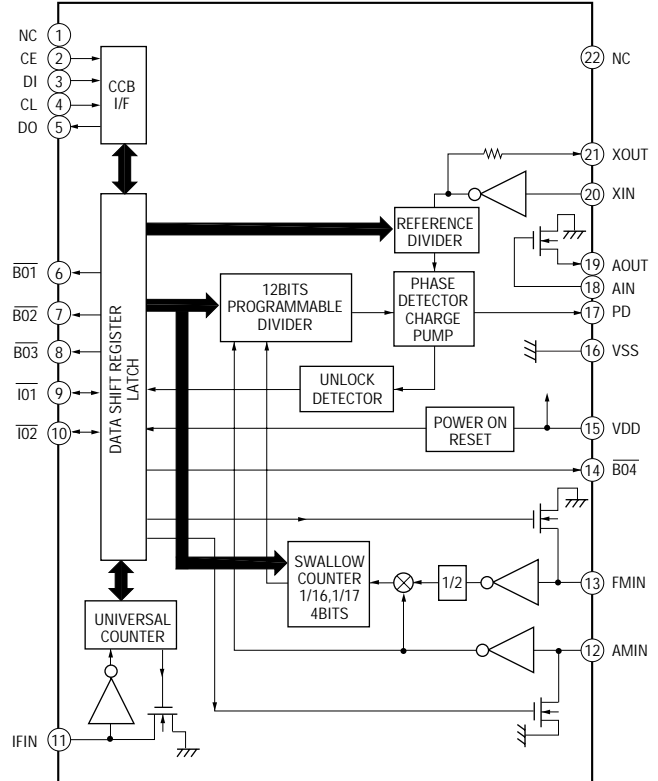 NC 1
CE 2
DI 3
CL 4
DO 5
CCB
I/F
22 NC
21 XOUT
20 XIN
REFERENCE
DIVIDER
19 AOUT
18 AIN
17 PD
16 VSS
B01 6
B02 7
B03 8
I01 9
I02 10
DATA SHIFT REGISTER
LATCH
12BITS
PROGRAMMABLE
DIVIDER
PHASE
DETECTOR
CHARGE
PUMP
UNLOCK
DETECTOR
POWER ON
RESET
15 VDD
14 B04
SWALLOW
COUNTER
1/16,1/17
4BITS
1/2
13 FMIN
12 AMIN
UNIVERSAL
COUNTER
IFIN 11